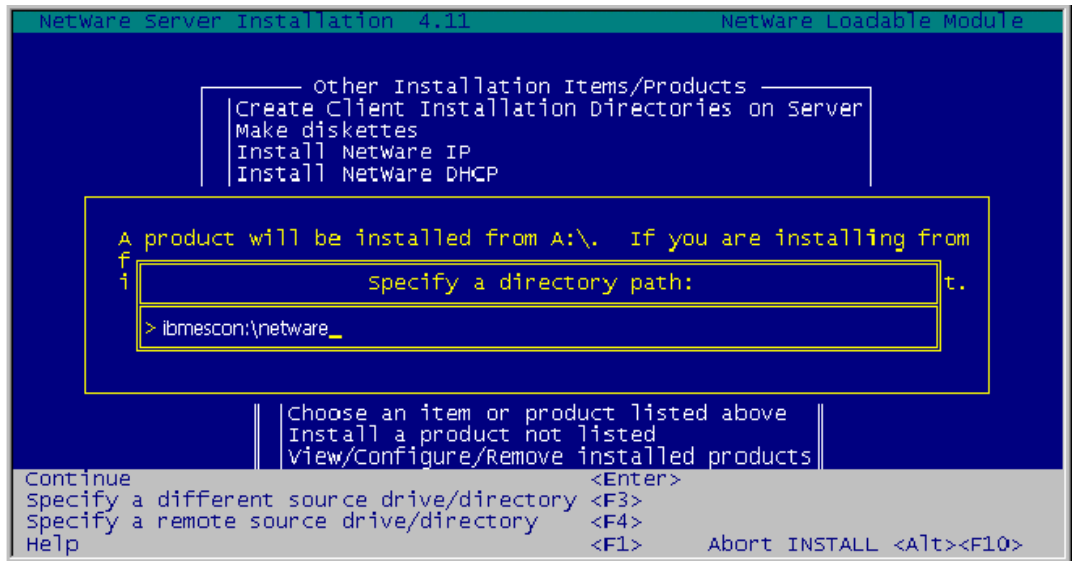 NetWare Server Installation 4.11 NetWare Loadable Module
Other Installation Items/Products
Create Client Installation Directories on Server
Make diskettes
Install NetWare IP
Install NetWare DHCP
A product will be installed from A:\. If you are installing from
f
i t.
Specify a directory path:
> ibmescon:\netware_
Choose an item or product listed above
Install a product not listed
View/Configure/Remove installed products
Continue <Enter>
Specify a different source drive/directory <F3>
Specify a remote source drive/directory <F4>
Help <F1> Abort INSTALL <Alt><F10>